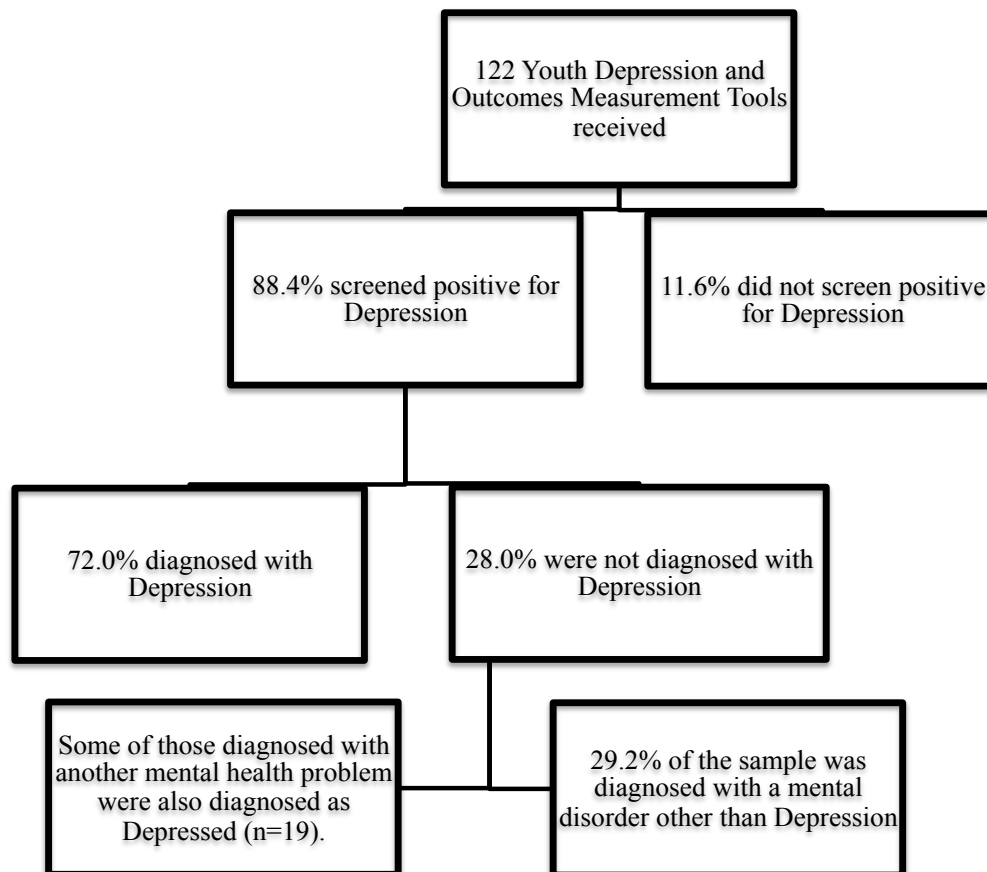 122 Youth Depression and
Outcomes Measurement Tools
received
88.4% screened positive for
Depression
11.6% did not screen positive
for Depression
72.0% diagnosed with
Depression
28.0% were not diagnosed with
Depression
Some of those diagnosed with
another mental health problem
were also diagnosed as
Depressed (n=19).
29.2% of the sample was
diagnosed with a mental
disorder other than Depression